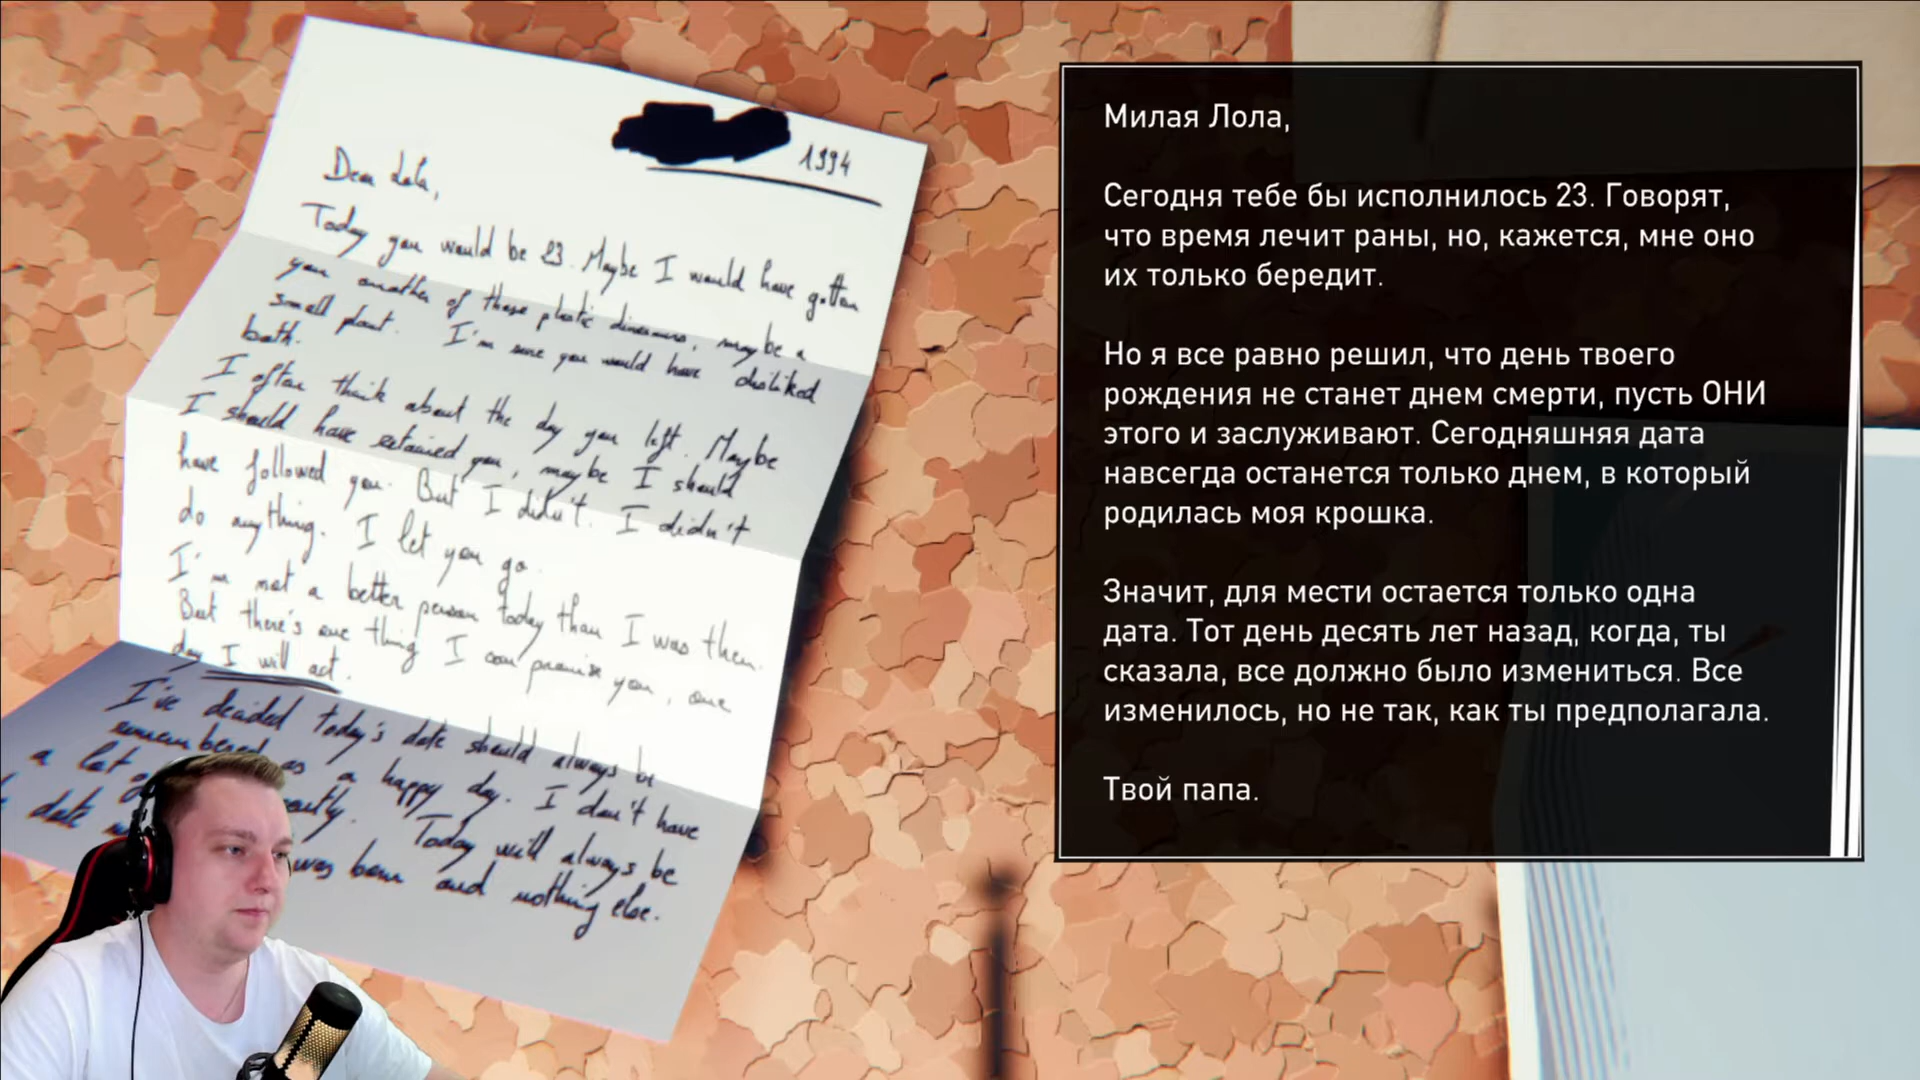 1994
Dear Lola,
Today you would be 23. Maybe I would have gotten
you another of those plastic dinosaurs, maybe a
small plant. I'm sure you would have disliked
both.
I often think about the day you left. Maybe
I should have retained you, maybe I should
have followed you. But I didn't. I didn't
do anything. I let you go.
I'm not a better person today than I was then.
But there's one thing I can promise you, one
day I will act.
I've decided today's date should always be
remembered as a happy day. I don't have
a lot
Today will always be
date
was born and nothing else.
Милая Лола,
Сегодня тебе бы исполнилось 23. Говорят,
что время лечит раны, но, кажется, мне оно
их только бередит.
Но я все равно решил, что день твоего
рождения не станет днем смерти, пусть ОНИ
этого и заслуживают. Сегодняшняя дата
навсегда останется только днем, в который
родилась моя крошка.
Значит, для мести остается только одна
дата. Тот день десять лет назад, когда, ты
сказала, все должно было измениться. Все
изменилось, но не так, как ты предполагала.
Твой папа.